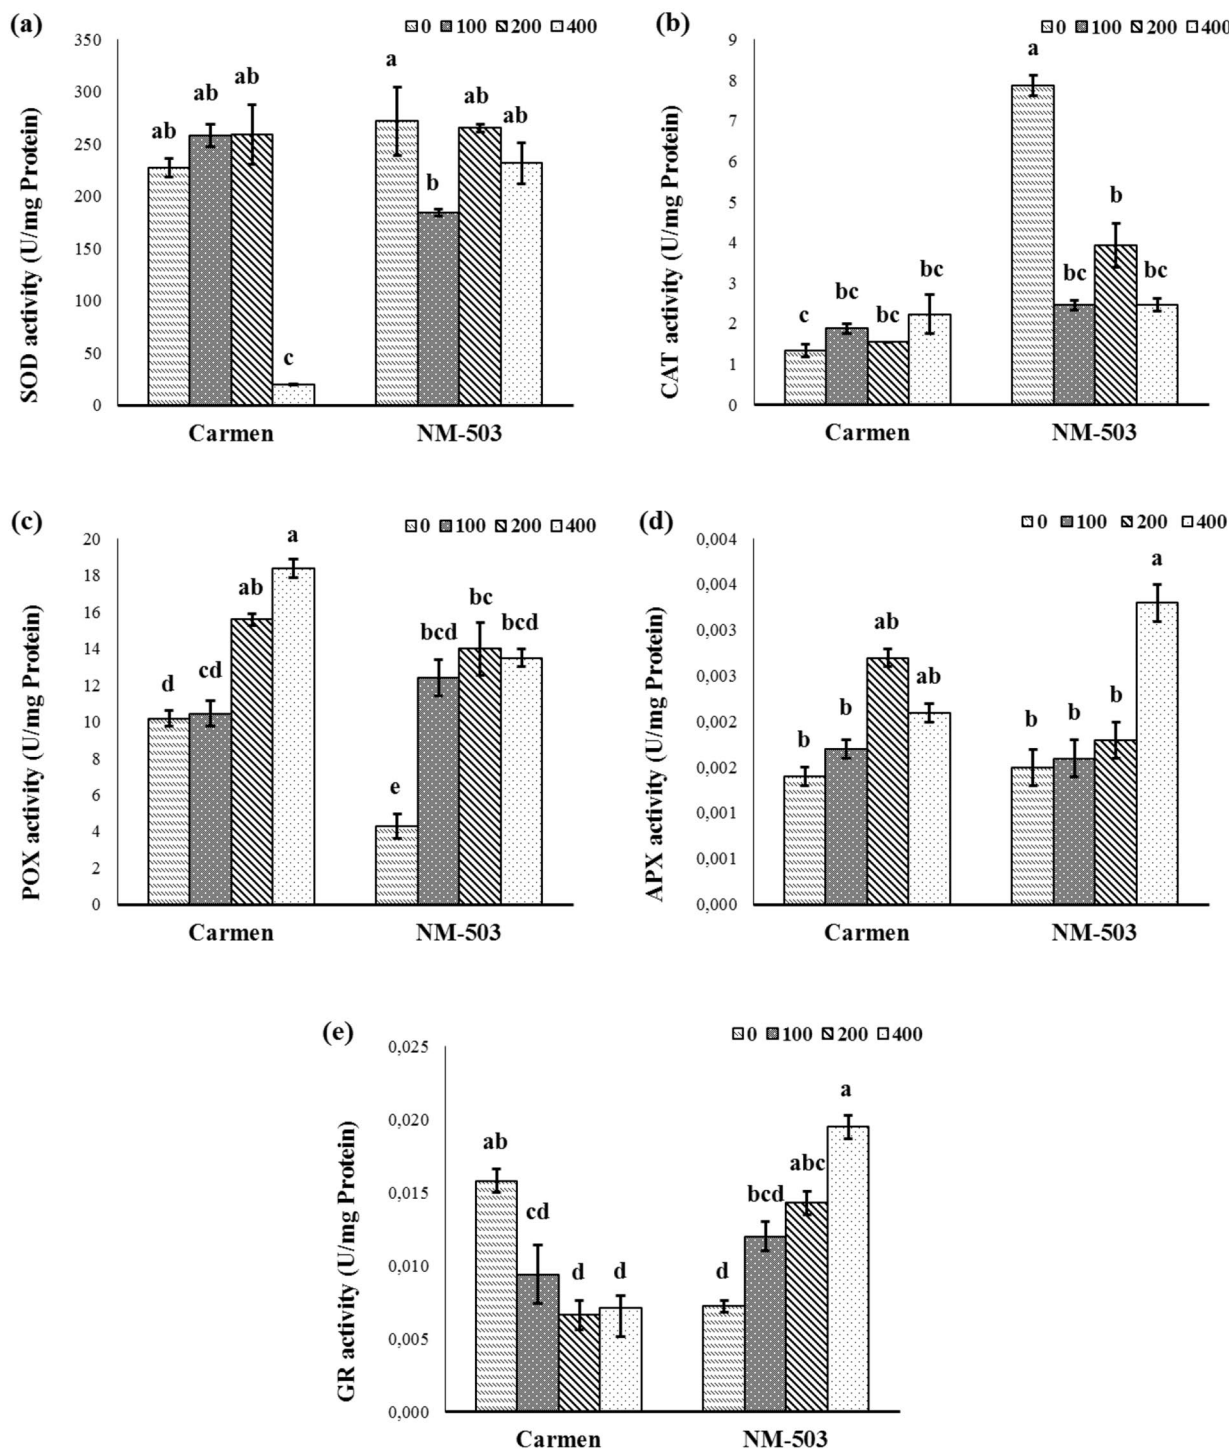 (a)
0 100 200 400
SOD activity (U/mg Protein)
350
300
250
200
150
100
50
0
ab
ab
ab
c
a
b
ab
ab
Carmen NM-503
(b)
0 100 200 400
CAT activity (U/mg Protein)
9
8
7
6
5
4
3
2
1
0
c
bc
bc
bc
a
bc
b
bc
Carmen NM-503
(c)
0 100 200 400
POX activity (U/mg Protein)
20
18
16
14
12
10
8
6
4
2
0
d
cd
ab
a
e
bcd
bc
bcd
Carmen NM-503
(d)
0 100 200 400
APX activity (U/mg Protein)
0,004
0,004
0,003
0,003
0,002
0,002
0,001
0,001
0,000
b
b
ab
ab
b
b
b
a
Carmen NM-503
(e)
0 100 200 400
GR activity (U/mg Protein)
0,025
0,020
0,015
0,010
0,005
0,000
ab
cd
d
d
d
bcd
abc
a
Carmen NM-503